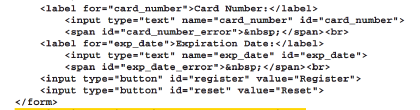 <label for="card_number">Card Number:</label>
<input type="text" name="card_number" id="card_number">
<span id="card_number_error">&nbsp;</span><br>
<label for="exp_date">Expiration Date:</label>
<input type="text" name="exp_date" id="exp_date">
<span id="exp_date_error">&nbsp;</span><br>
<input type="button" id="register" value="Register">
<input type="button" id="reset" value="Reset">
</form>